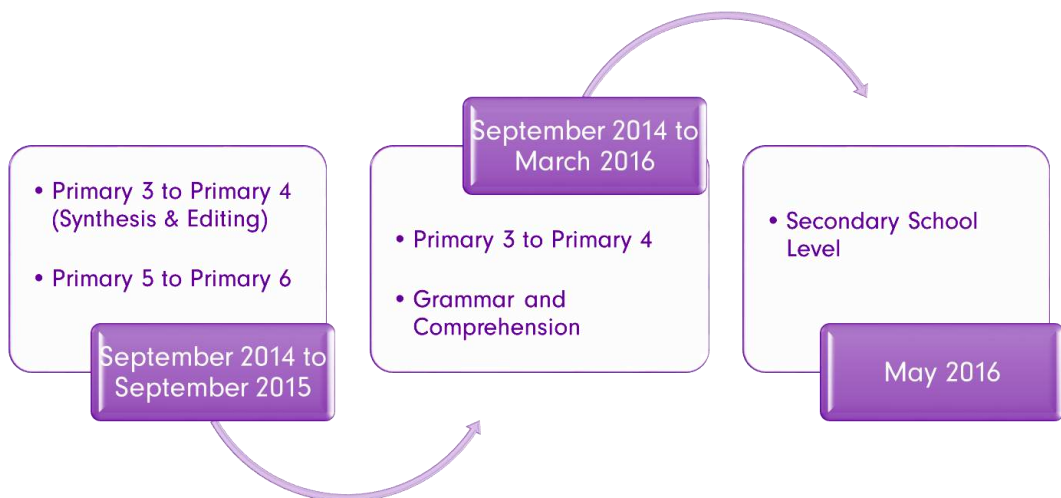 • Primary 3 to Primary 4
(Synthesis & Editing)
• Primary 5 to Primary 6
September 2014 to
September 2015
September 2014 to
March 2016
• Primary 3 to Primary 4
• Grammar and
Comprehension
• Secondary School
Level
May 2016